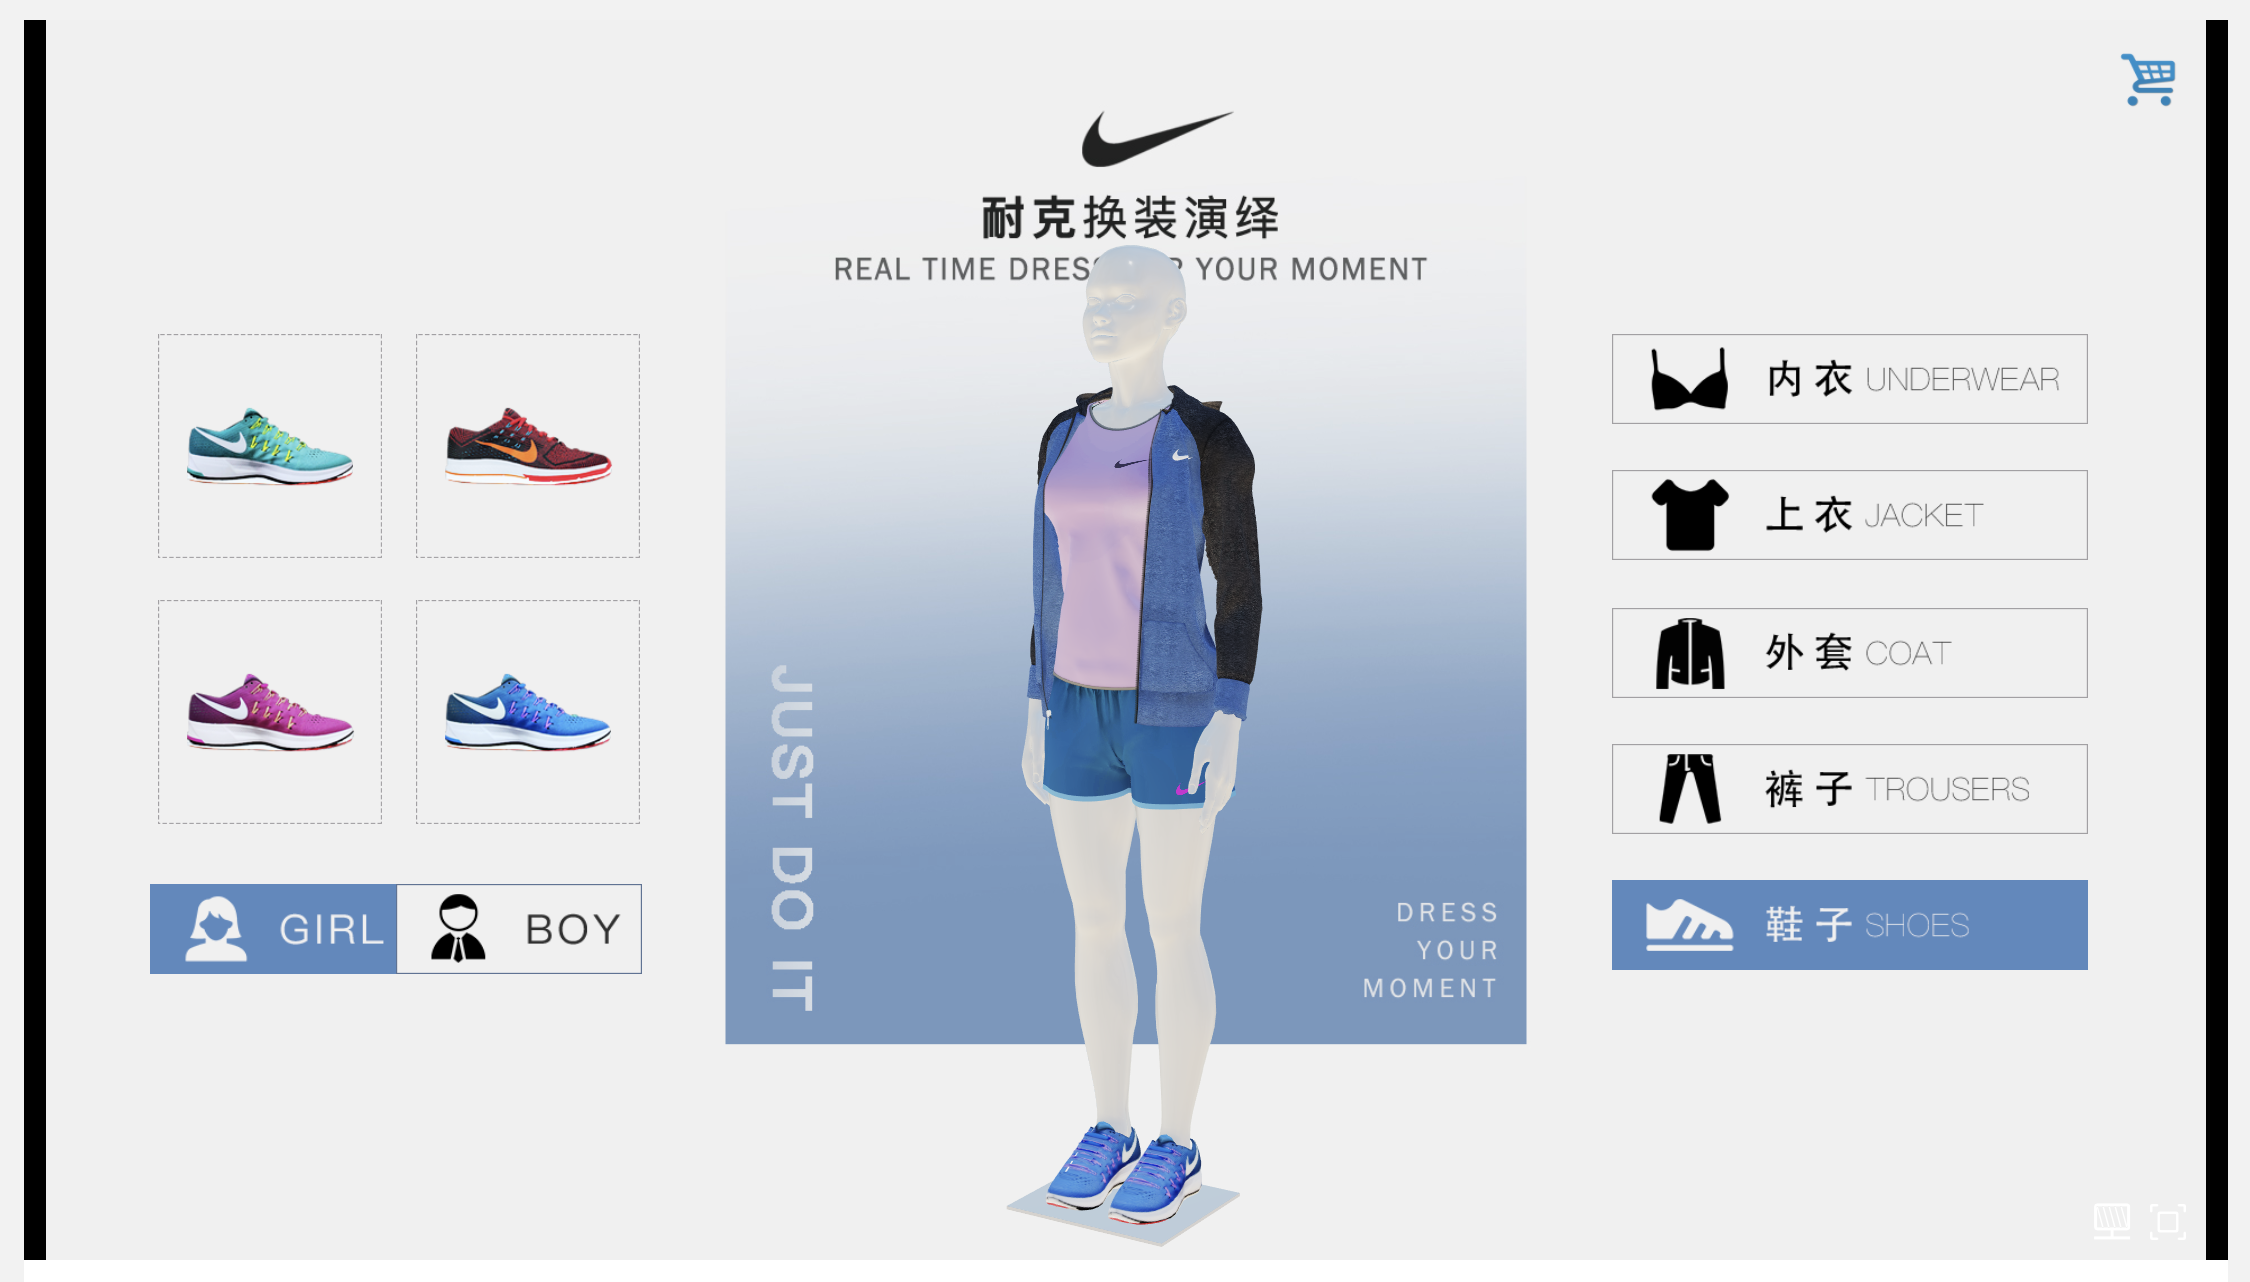 耐克换装演绎
REAL TIME DRESS YOUR MOMENT
内衣 UNDERWEAR
上衣 JACKET
外套 COAT
裤子 TROUSERS
鞋子 SHOES
GIRL
BOY
JUST DO IT
DRESS
YOUR
MOMENT